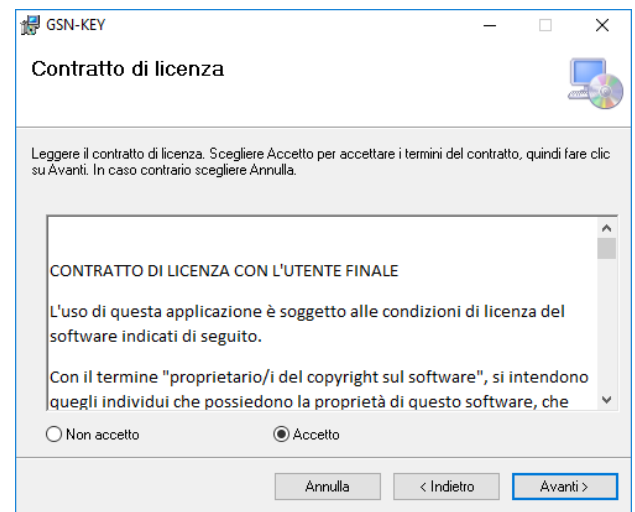 GSN-KEY
Contratto di licenza
Leggere il contratto di licenza. Scegliere Accetto per accettare i termini del contratto, quindi fare clic
su Avanti. In caso contrario scegliere Annulla.
CONTRATTO DI LICENZA CON L'UTENTE FINALE
L'uso di questa applicazione è soggetto alle condizioni di licenza del
software indicati di seguito.
Con il termine "proprietario/i del copyright sul software", si intendono
quegli individui che possiedono la proprietà di questo software, che
Non accetto Accetto
Annulla < Indietro Avanti >